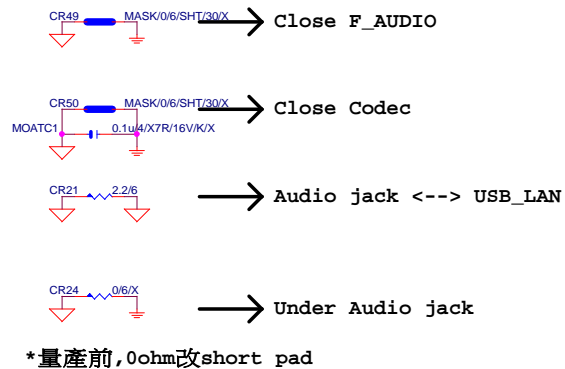 CR49 MASK/0/6/SHT/30/X Close F_AUDIO
CR50 MASK/0/6/SHT/30/X Close Codec
MOATC1 0.1u/4/X7R/16V/K/X
CR21 2.2/6 Audio jack <--> USB_LAN
CR24 0/6/X Under Audio jack
*量產前,0ohm改short pad